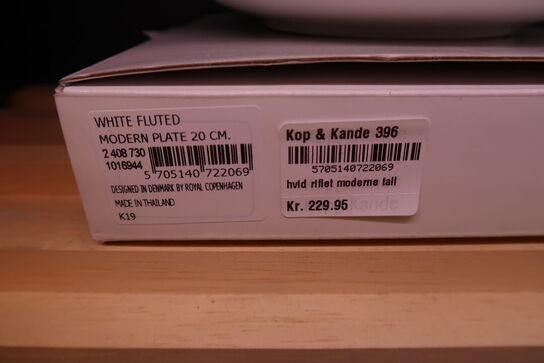 WHITE FLUTED
MODERN PLATE 20 CM.
2 408 730
1016944
5 705140 722069
DESIGNED IN DENMARK BY ROYAL COPENHAGEN
MADE IN THAILAND
K19
Kop & Kande 396
5705140722069
hvid riflet moderne tall
Kr. 229.95
Kande